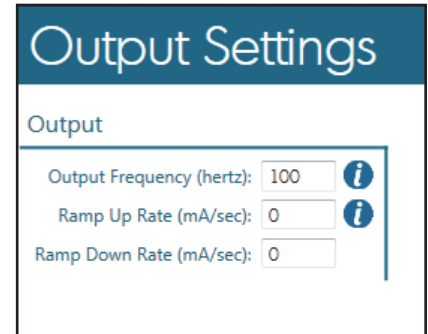 Output Settings
Output
Output Frequency (hertz): 100 i
Ramp Up Rate (mA/sec): 0 i
Ramp Down Rate (mA/sec): 0